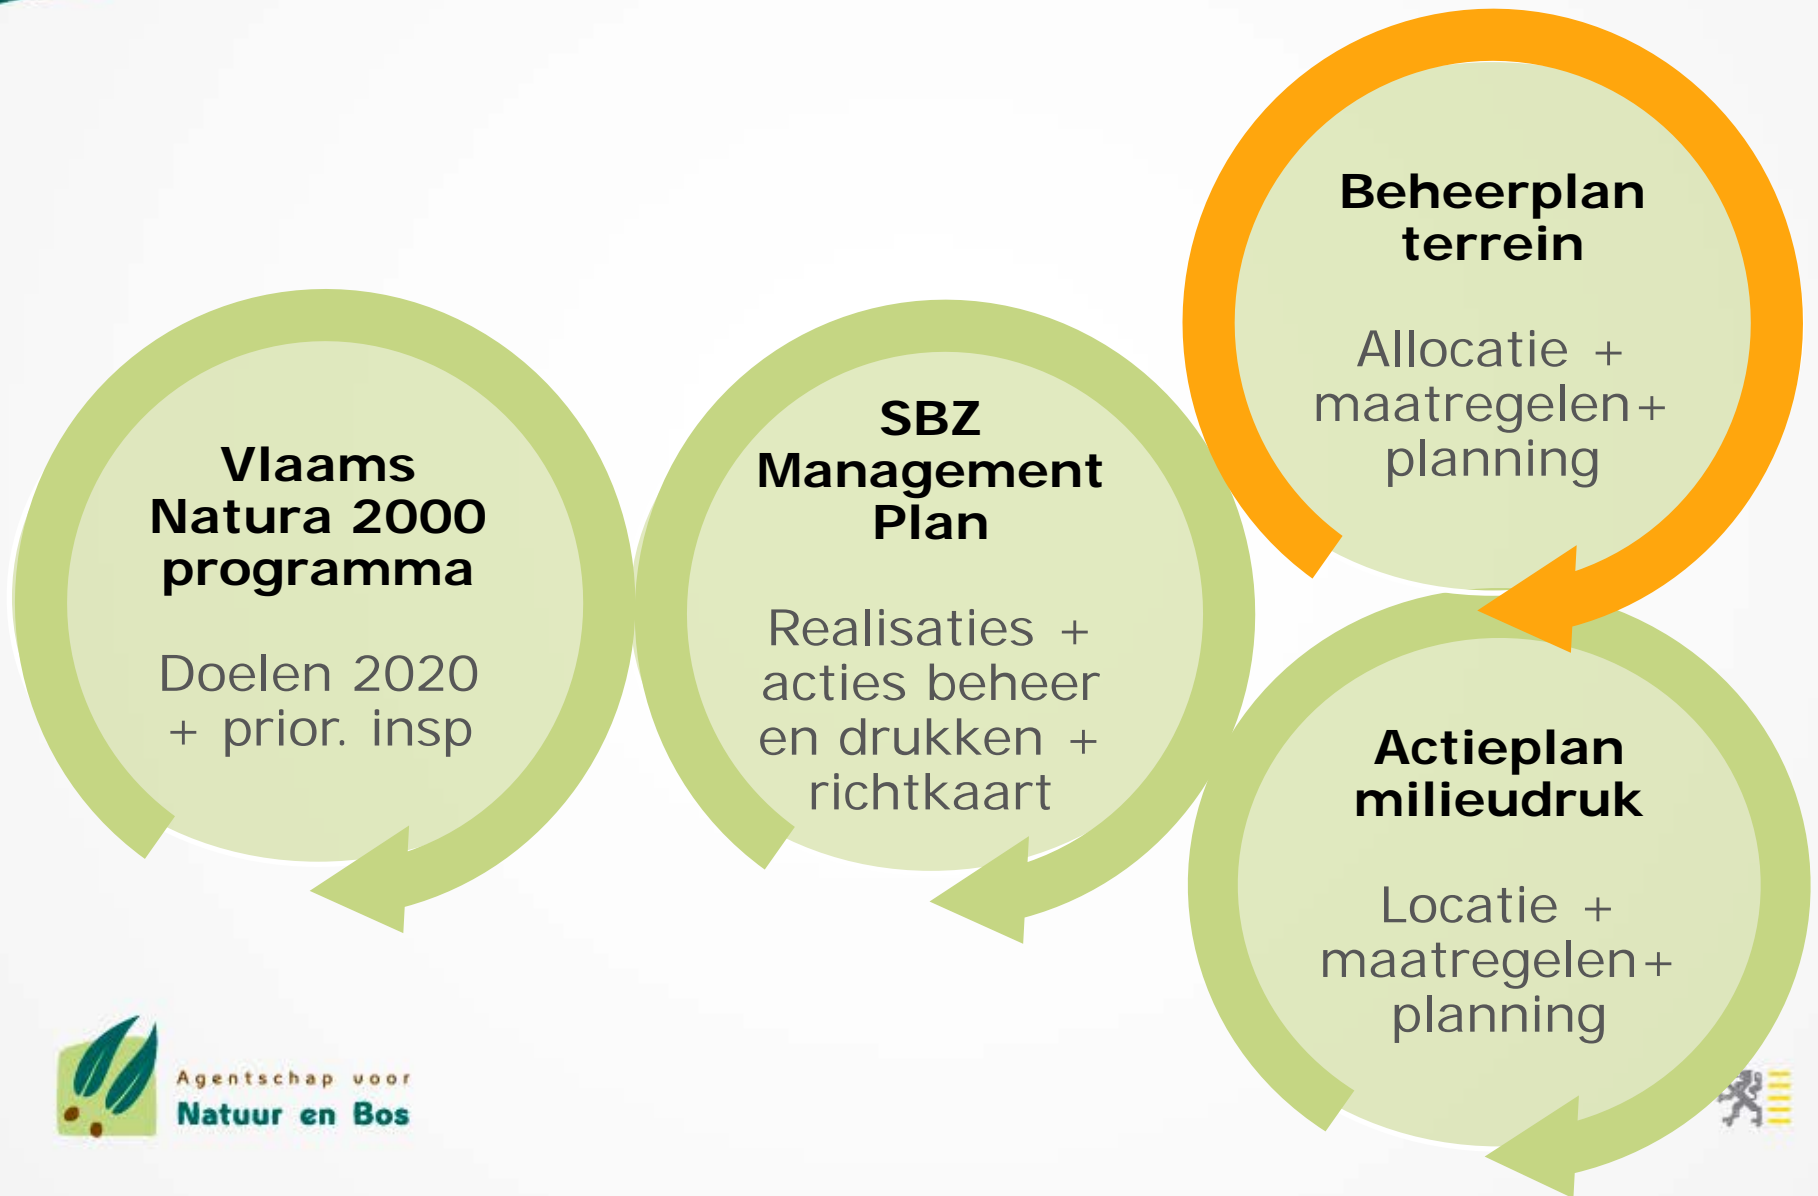 Vlaams
Natura 2000
programma
Doelen 2020
+ prior. insp
SBZ
Management
Plan
Realisaties +
acties beheer
en drukken +
richtkaart
Beheerplan
terrein
Allocatie +
maatregelen+
planning
Actieplan
milieudruk
Locatie +
maatregelen+
planning
Agentschap voor
Natuur en Bos